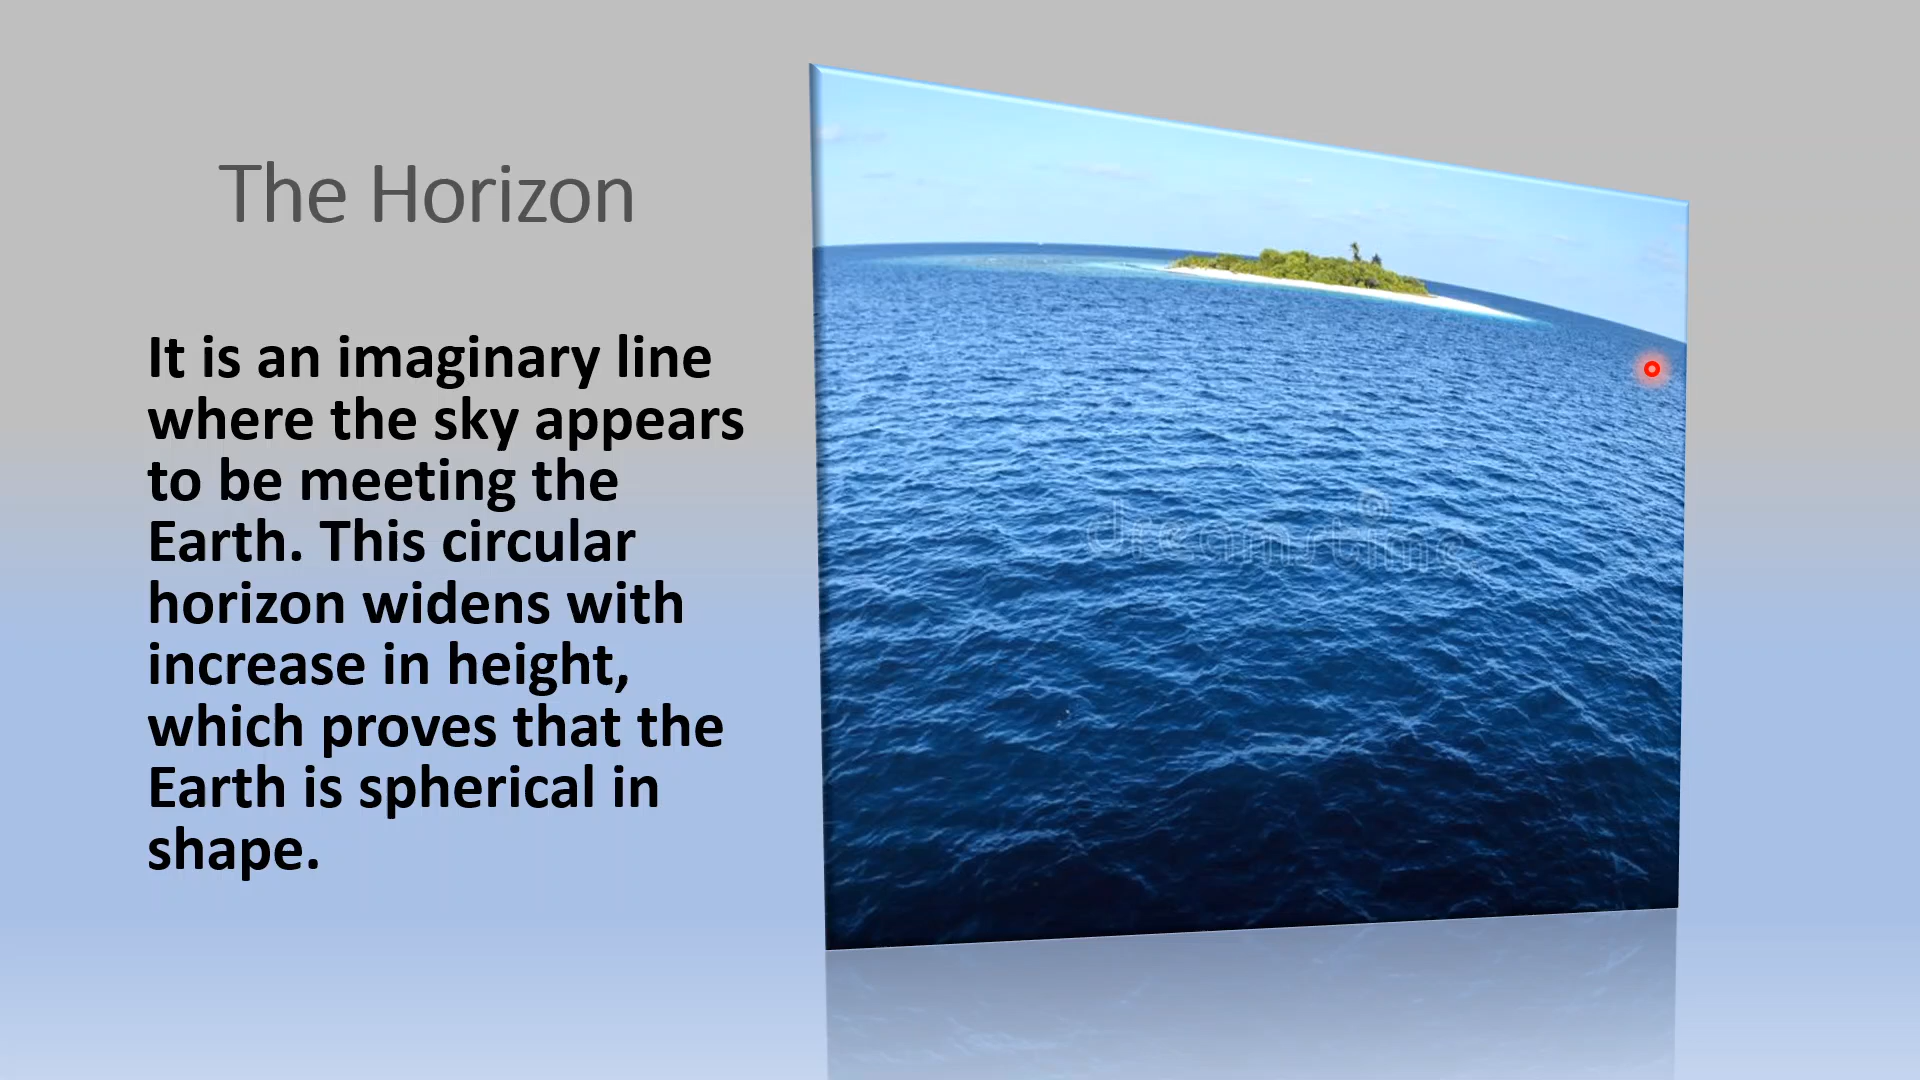 The Horizon
It is an imaginary line
where the sky appears
to be meeting the
Earth. This circular
horizon widens with
increase in height,
which proves that the
Earth is spherical in
shape.
dreamstime